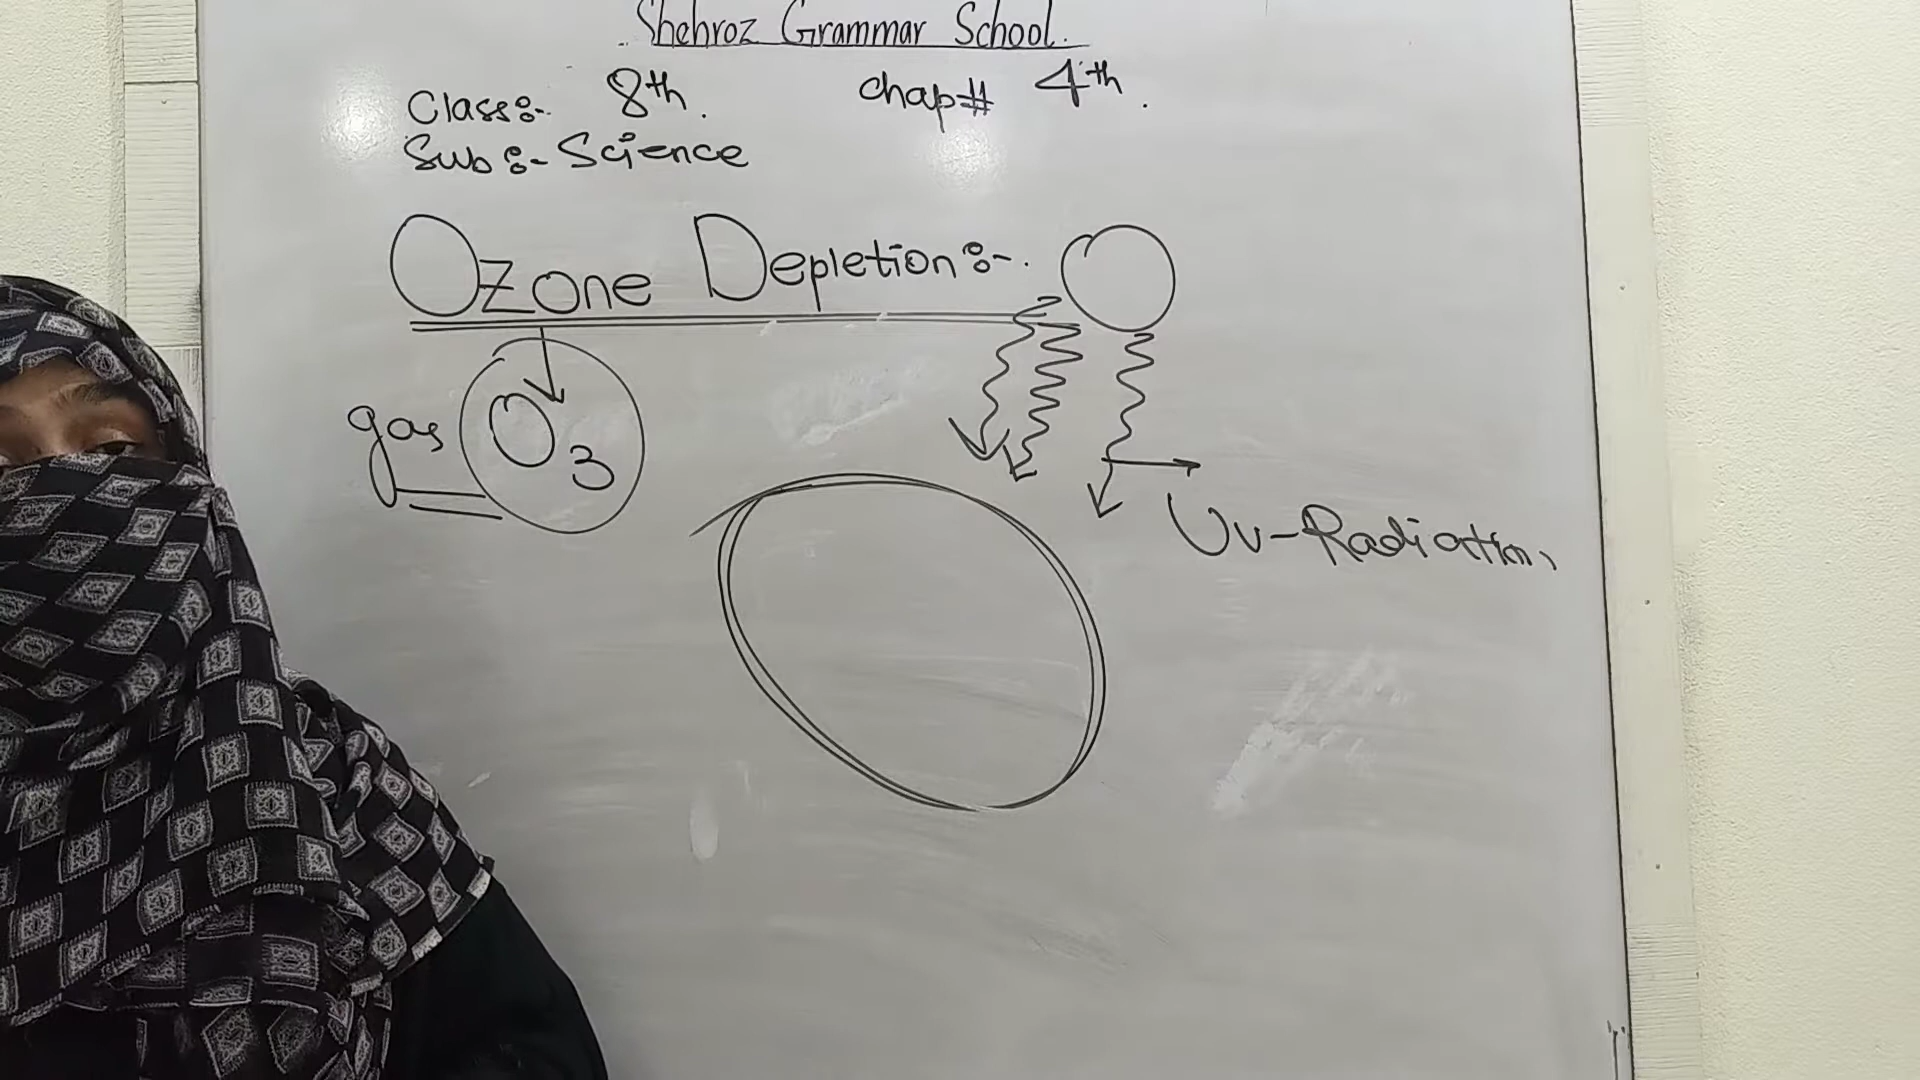 Shehroz Grammar School.
Class:- 8th. chap# 4th.
Sub:- Science
Ozone Depletion:-.
gas O3
Uv-Radiation,